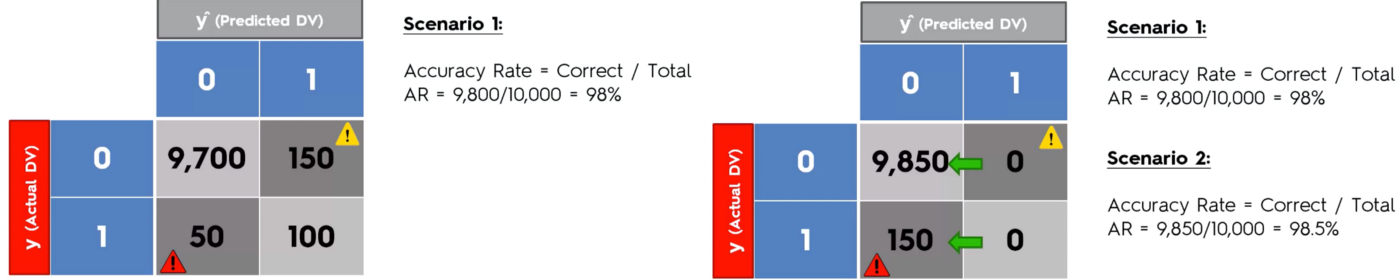 ŷ (Predicted DV)
0 1
y (Actual DV)
0 9,700 150
!
1 50 100
!
Scenario 1:
Accuracy Rate = Correct / Total
AR = 9,800/10,000 = 98%
ŷ (Predicted DV)
0 1
y (Actual DV)
0 9,850 0
!
1 150 0
!
Scenario 1:
Accuracy Rate = Correct / Total
AR = 9,800/10,000 = 98%
Scenario 2:
Accuracy Rate = Correct / Total
AR = 9,850/10,000 = 98.5%